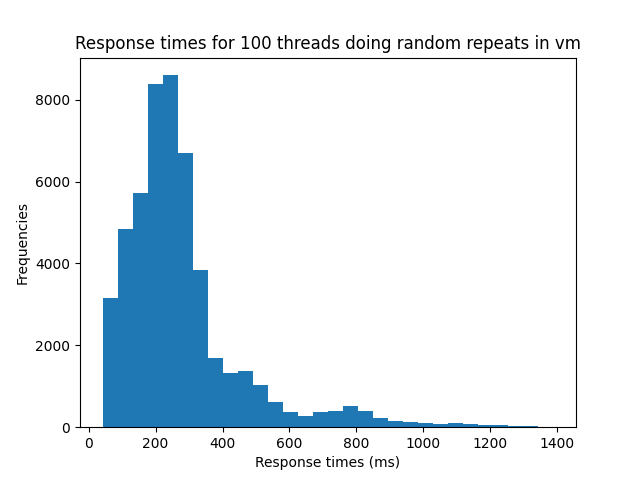 Response times for 100 threads doing random repeats in vm
8000
6000
4000
2000
0
Frequencies
0 200 400 600 800 1000 1200 1400
Response times (ms)